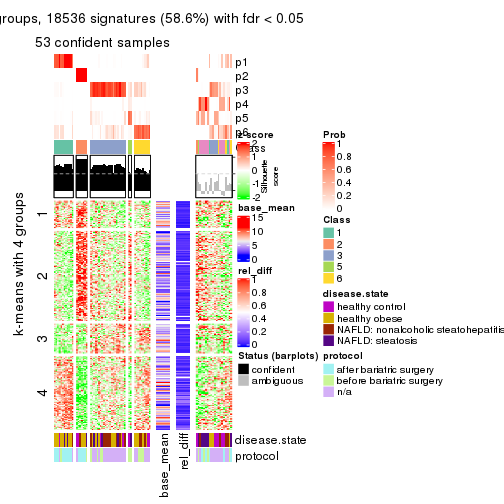 groups, 18536 signatures (58.6%) with fdr < 0.05
53 confident samples
p1
p2
p3
p4
p5
p6
Class
Silhouette
score
1
2
3
4
k-means with 4 groups
base_mean
rel_diff
disease.state
protocol
z-score
2
1
0
-1
-2
base_mean
15
10
5
0
rel_diff
1
0.8
0.6
0.4
0.2
0
Status (barplots)
confident
ambiguous
Prob
1
0.8
0.6
0.4
0.2
0
Class
1
2
3
5
6
disease.state
healthy control
healthy obese
NAFLD: nonalcoholic steatohepatitis
NAFLD: steatosis
protocol
after bariatric surgery
before bariatric surgery
n/a